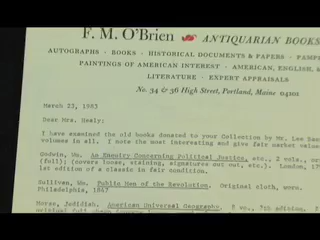 F. M. O'Brien ANTIQUARIAN BOOKS
AUTOGRAPHS · BOOKS · HISTORICAL DOCUMENTS & PAPERS
PAINTINGS OF AMERICAN INTEREST · AMERICAN, ENGLISH, &
LITERATURE · EXPERT APPRAISALS
No. 34 & 36 High Street, Portland, Maine 04101
March 23, 1983
Dear Mrs. Healy:
I have examined the old books donated to your Collection by Mr. Lee
volumes in all. I note the most interesting and give fair market
Godwin, Wm. An Enquiry Concerning Political Justice, etc., 2 vols.,
(full); (covers loose, staining, signatures out, etc.). London,
1st edition of a classic in fair condition.
Sullivan, Wm. Public Men of the Revolution. Original cloth, worn.
Philadelphia, 1847
Morse, Jedidiah. American Universal Geography. 2 vo., 5th edition,